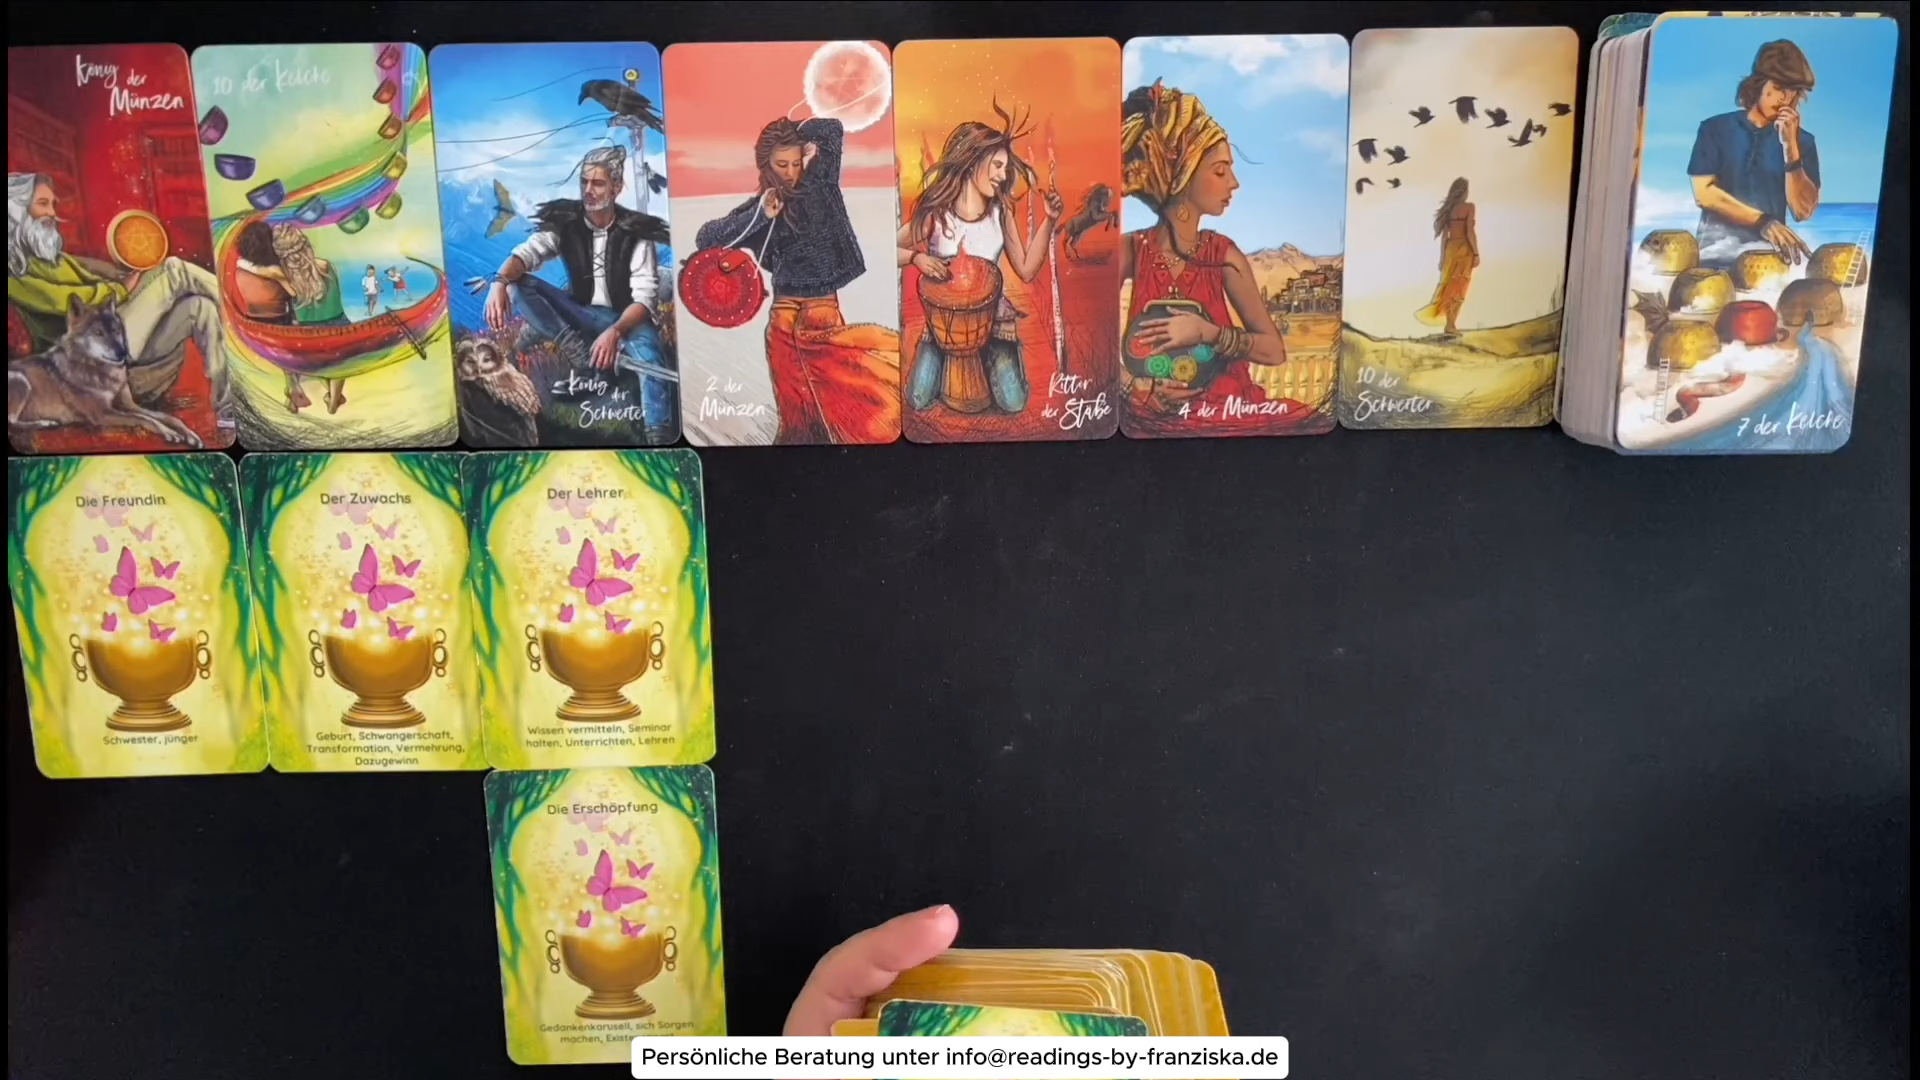 König der
Münzen
10 der Kelche
König
der
Schwerter
2 der
Münzen
Ritter
der Stäbe
4 der Münzen
10 der
Schwerter
7 der Kelche
Die Freundin
Schwester, jünger
Der Zuwachs
Geburt, Schwangerschaft,
Transformation, Vermehrung,
Dazugewinn
Der Lehrer
Wissen vermitteln, Seminar
halten, Unterrichten, Lehren
Die Erschöpfung
Gedankenkarusell, sich Sorgen
machen,
Persönliche Beratung unter info@readings-by-franziska.de